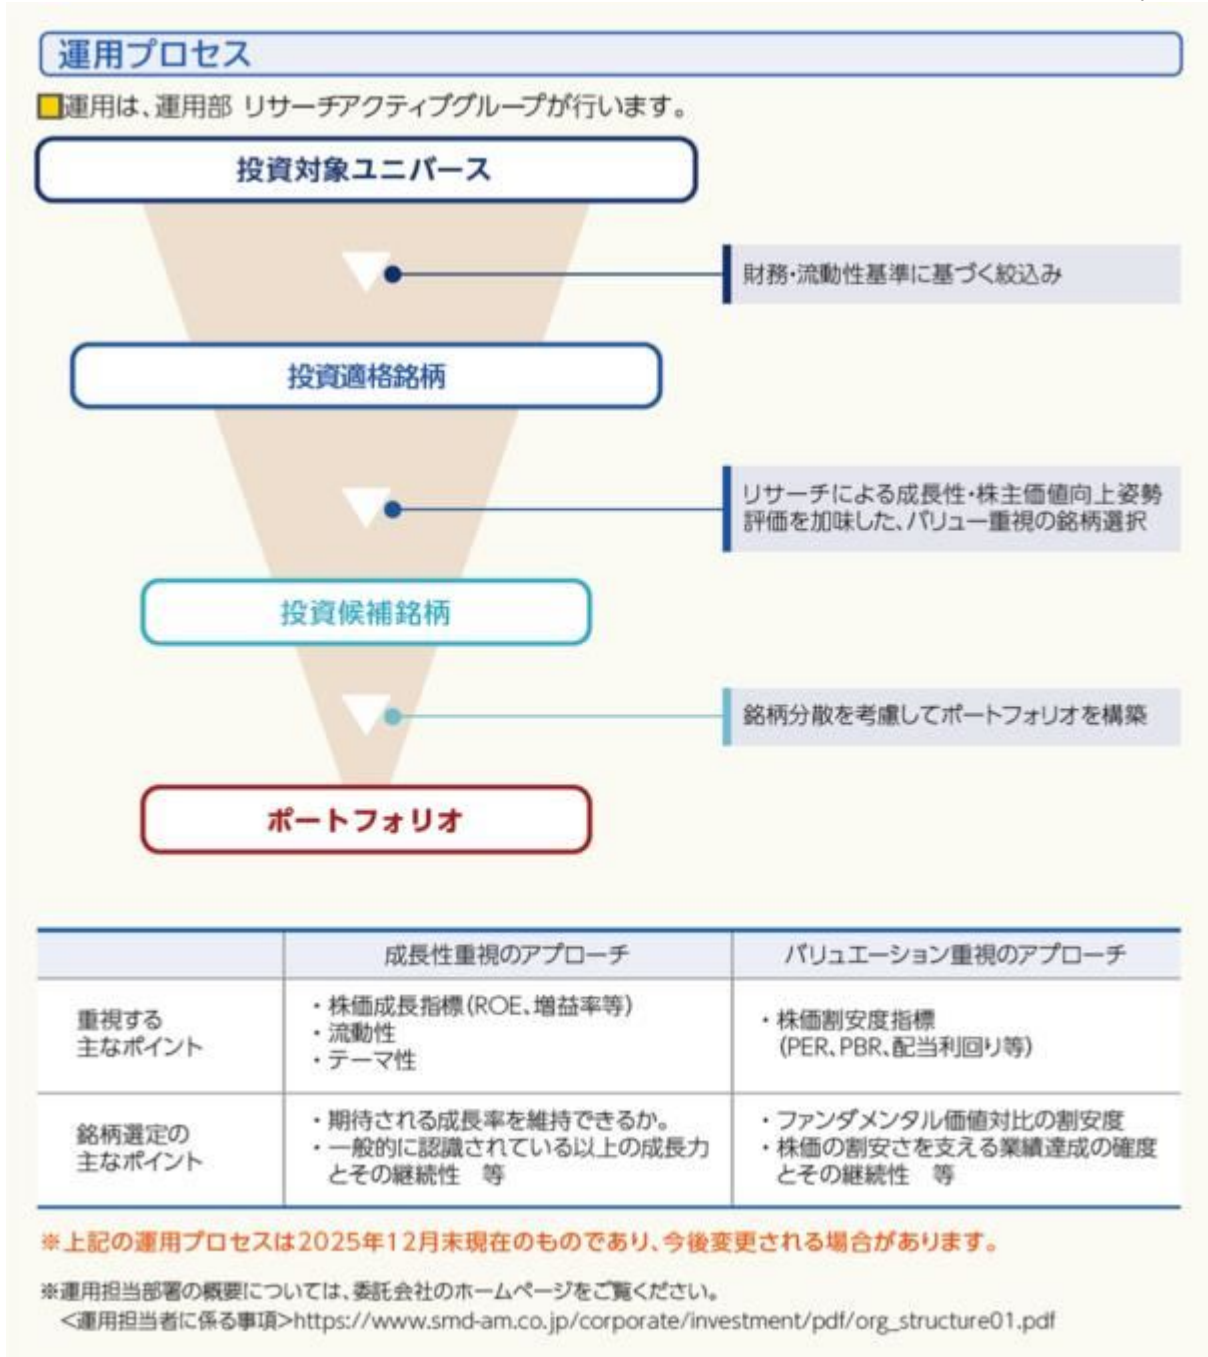 運用プロセス
運用は、運用部 リサーチアクティブグループが行います。
投資対象ユニバース
財務・流動性基準に基づく絞込み
投資適格銘柄
リサーチによる成長性・株主価値向上姿勢
評価を加味した、バリュー重視の銘柄選択
投資候補銘柄
銘柄分散を考慮してポートフォリオを構築
ポートフォリオ
成長性重視のアプローチ
バリュエーション重視のアプローチ
重視する
主なポイント
・株価成長指標(ROE、増益率等)
・流動性
・テーマ性
・株価割安度指標
(PER、PBR、配当利回り等)
銘柄選定の
主なポイント
・期待される成長率を維持できるか。
・一般的に認識されている以上の成長力
とその継続性 等
・ファンダメンタル価値対比の割安度
・株価の割安さを支える業績達成の確度
とその継続性 等
※上記の運用プロセスは2025年12月末現在のものであり、今後変更される場合があります。
※運用担当部署の概要については、委託会社のホームページをご覧ください。
<運用担当者に係る事項>https://www.smd-am.co.jp/corporate/investment/pdf/org_structure01.pdf